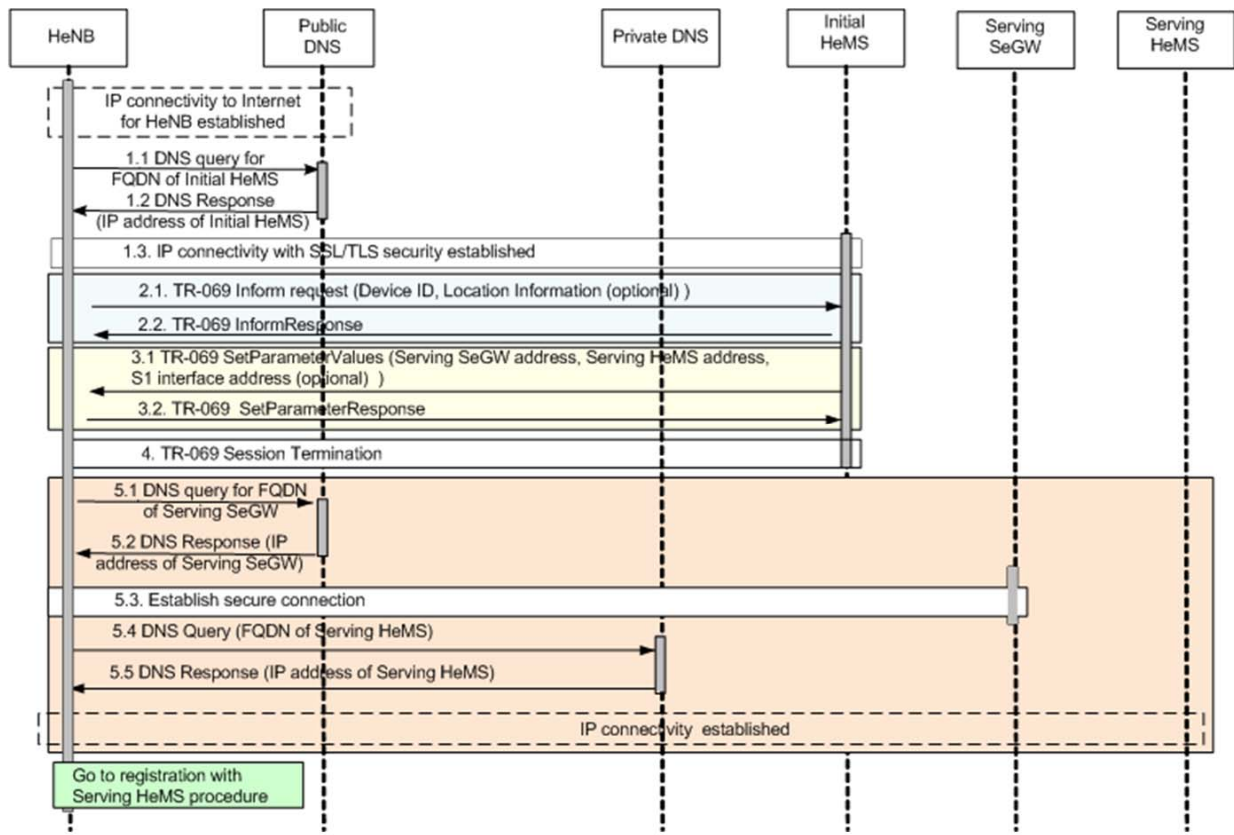 HeNB
Public
DNS
Private DNS
Initial
HeMS
Serving
SeGW
Serving
HeMS
IP connectivity to Internet
for HeNB established
1.1 DNS query for
FQDN of Initial HeMS
1.2 DNS Response
(IP address of Initial HeMS)
1.3. IP connectivity with SSL/TLS security established
2.1. TR-069 Inform request (Device ID, Location Information (optional) )
2.2. TR-069 InformResponse
3.1 TR-069 SetParameterValues (Serving SeGW address, Serving HeMS address,
S1 interface address (optional) )
3.2. TR-069 SetParameterResponse
4. TR-069 Session Termination
5.1 DNS query for FQDN
of Serving SeGW
5.2 DNS Response (IP
address of Serving SeGW)
5.3. Establish secure connection
5.4 DNS Query (FQDN of Serving HeMS)
5.5 DNS Response (IP address of Serving HeMS)
IP connectivity established
Go to registration with
Serving HeMS procedure